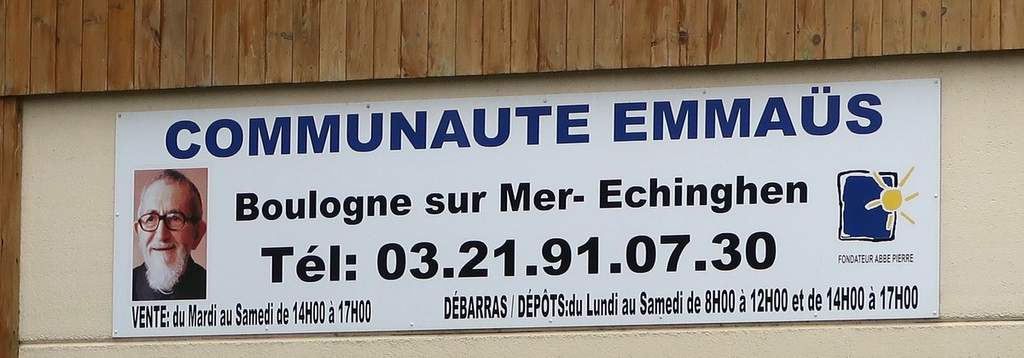 COMMUNAUTE EMMAÜS
Boulogne sur Mer- Echinghen
Tél: 03.21.91.07.30
FONDATEUR ABBE PIERRE
VENTE: du Mardi au Samedi de 14H00 à 17H00
DÉBARRAS / DÉPÔTS:du Lundi au Samedi de 8H00 à 12H00 et de 14H00 à 17H00